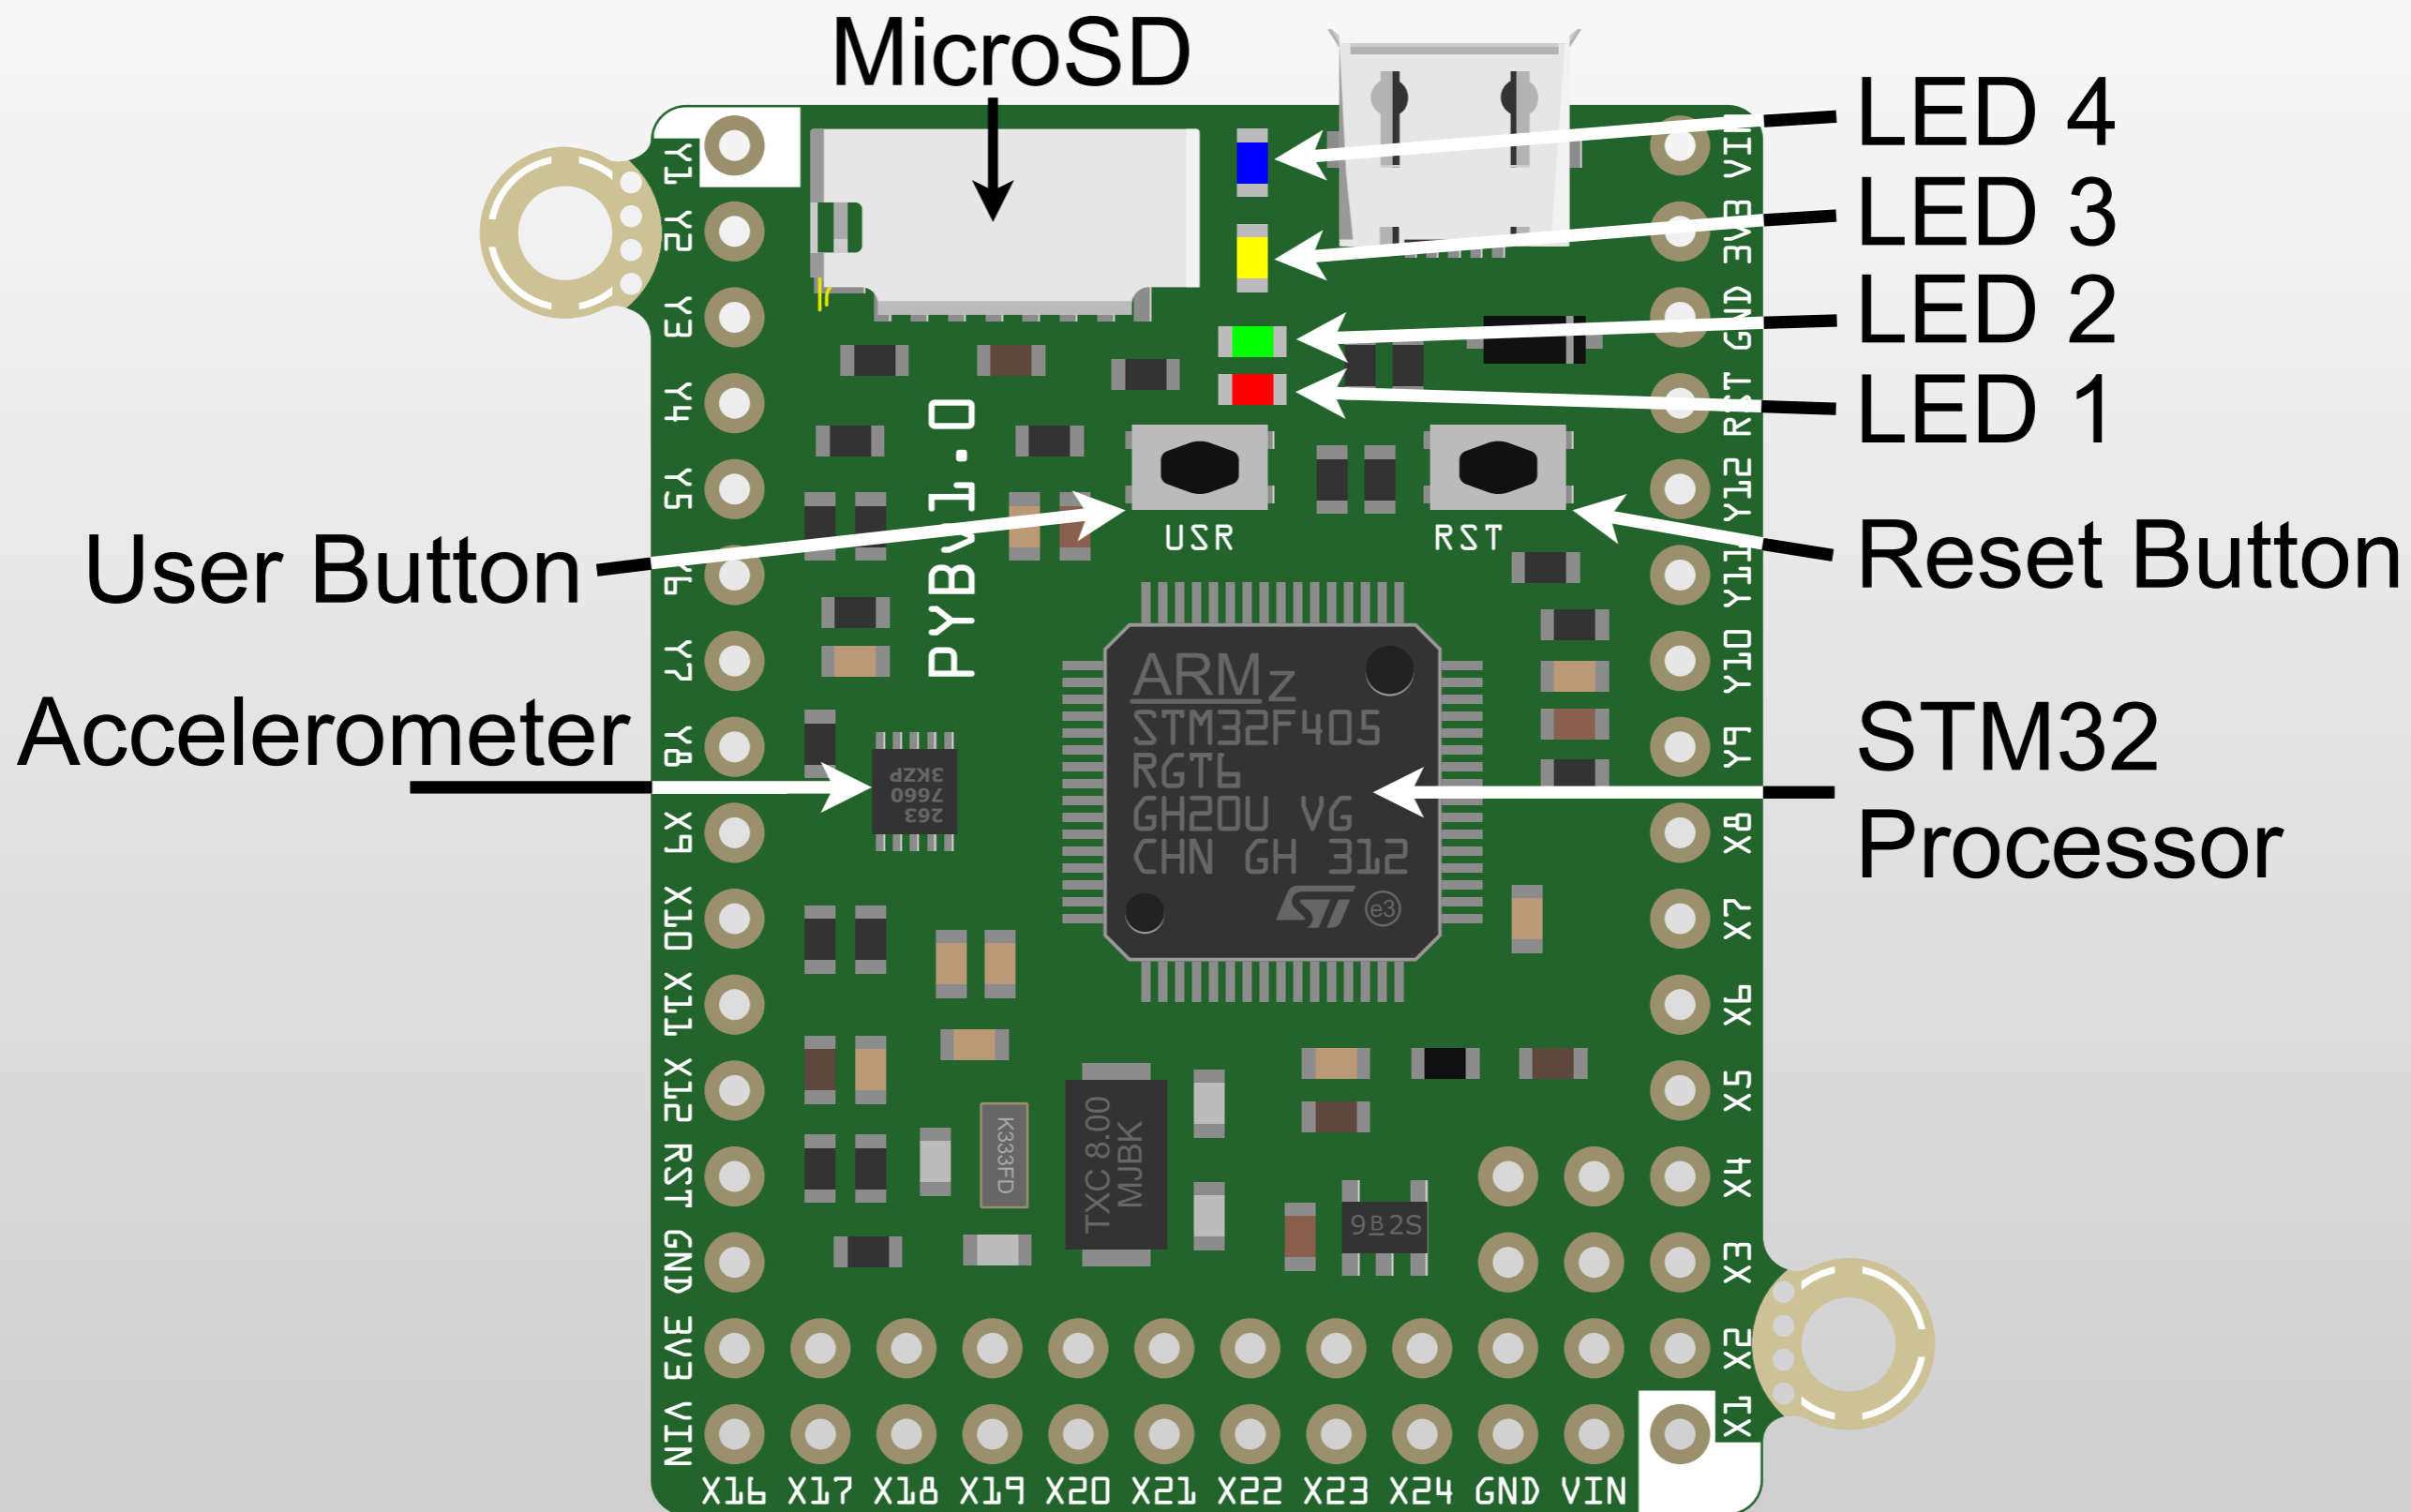 MicroSD
LED 4
LED 3
LED 2
LED 1
User Button
Reset Button
Accelerometer
STM32
Processor
Y1
Y2
Y3
Y4
Y5
Y6
Y7
Y8
X9
X10
X11
X12
RST
GND
3V3
VIN
PYBv1.0
USR
RST
ARM Z
STM32F405
RGT6
GH20U VG
CHN GH 312
ST e3
3KZP
7660
263
K333FD
TXC 8.00
MJBK
9B2S
VIN
3V3
GND
RST
Y12
Y11
Y10
Y9
X8
X7
X6
X5
X4
X3
X2
X1
X16 X17 X18 X19 X20 X21 X22 X23 X24 GND VIN